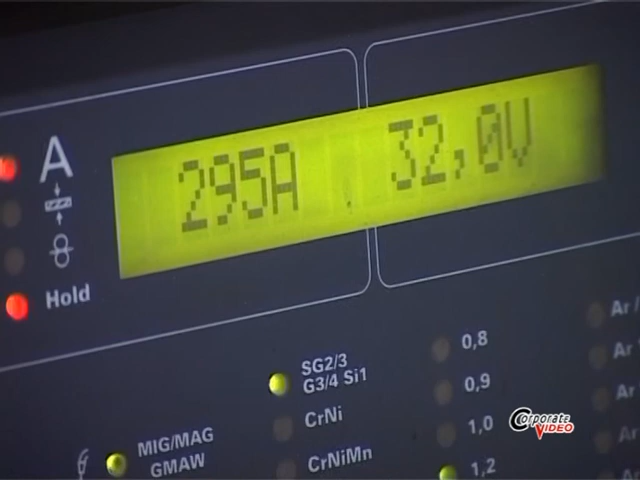 A
295A 32,0V
Hold
SG2/3
G3/4 Si1
CrNi
CrNiMn
MIG/MAG
GMAW
0,8
0,9
1,0
1,2
Ar /
Ar
Ar
Ar
Corporate
VIDEO